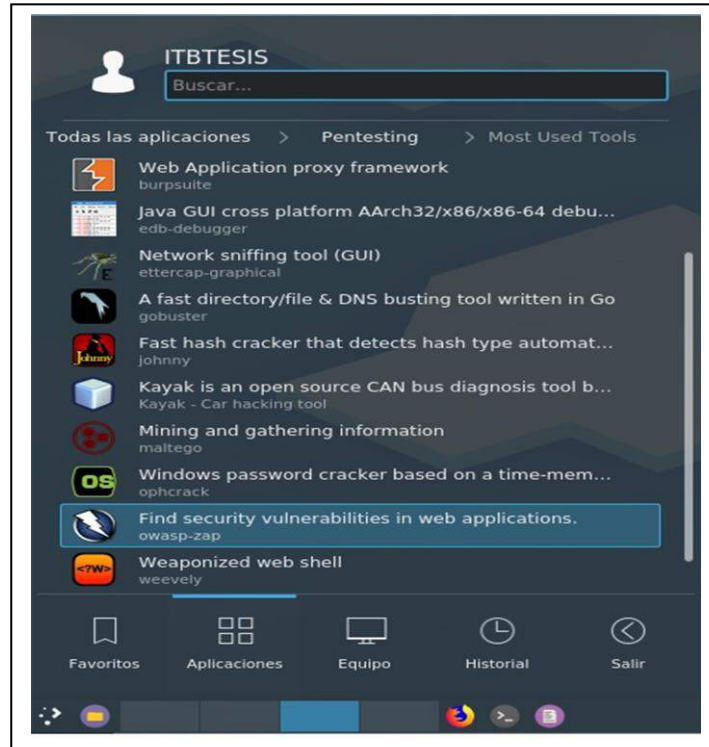 ITBTESIS
Buscar...
Todas las aplicaciones > Pentesting > Most Used Tools
Web Application proxy framework
burpsuite
Java GUI cross platform AArch32/x86/x86-64 debu...
edb-debugger
Network sniffing tool (GUI)
ettercap-graphical
A fast directory/file & DNS busting tool written in Go
gobuster
Fast hash cracker that detects hash type automat...
Johnny
johnny
Kayak is an open source CAN bus diagnosis tool b...
Kayak - Car hacking tool
Mining and gathering information
maltego
Windows password cracker based on a time-mem...
OS
ophcrack
Find security vulnerabilities in web applications.
owasp-zap
Weaponized web shell
<?W>
weevely
Favoritos Aplicaciones Equipo Historial Salir